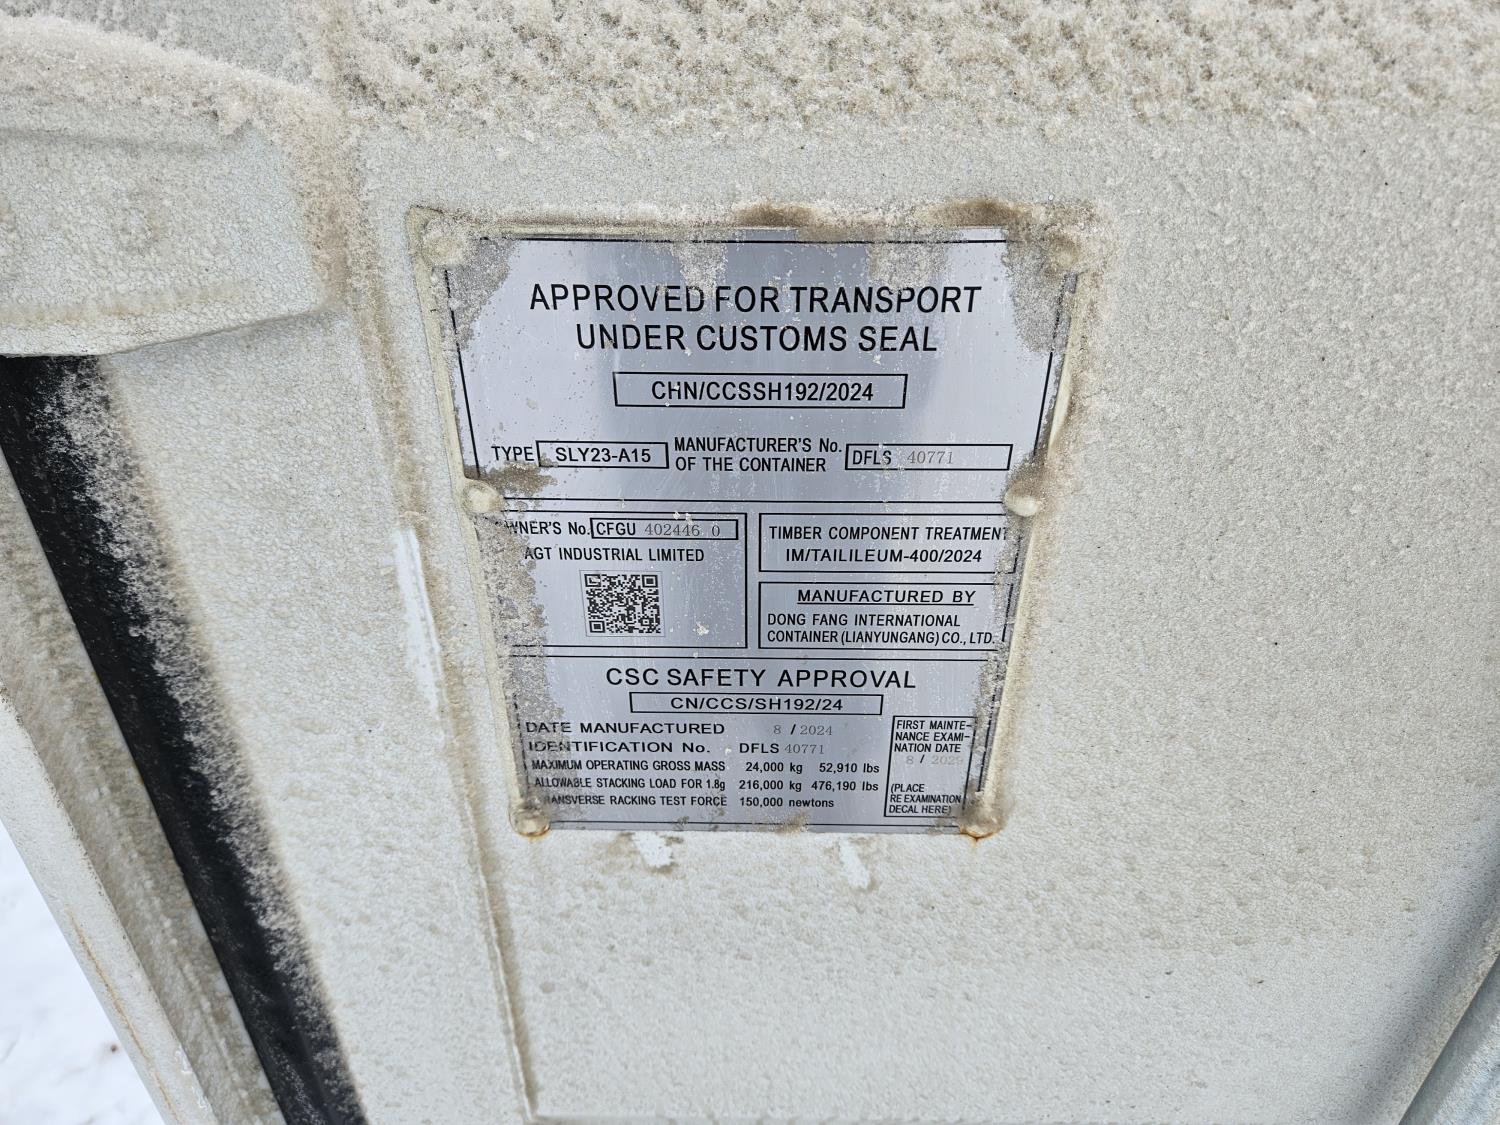 APPROVED FOR TRANSPORT
UNDER CUSTOMS SEAL
CHN/CCSSH192/2024
TYPE SLY23-A15 MANUFACTURER'S No. OF THE CONTAINER DFLS 40771
OWNER'S No. CFGU 402446 0
AGT INDUSTRIAL LIMITED
TIMBER COMPONENT TREATMENT
IM/TAILILEUM-400/2024
MANUFACTURED BY
DONG FANG INTERNATIONAL
CONTAINER (LIANYUNGANG) CO., LTD.
CSC SAFETY APPROVAL
CN/CCS/SH192/24
DATE MANUFACTURED 8 / 2024
IDENTIFICATION No. DFLS 40771
MAXIMUM OPERATING GROSS MASS 24,000 kg 52,910 lbs
ALLOWABLE STACKING LOAD FOR 1.8g 216,000 kg 476,190 lbs
TRANSVERSE RACKING TEST FORCE 150,000 newtons
FIRST MAINTE-
NANCE EXAMI-
NATION DATE
8 / 2029
(PLACE
RE EXAMINATION
DECAL HERE)